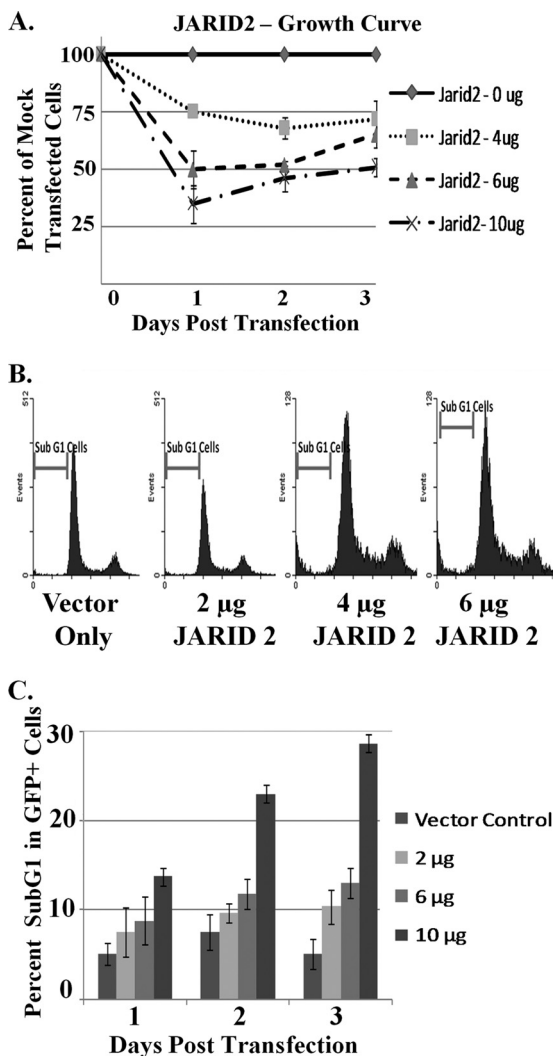 A.
JARID2 – Growth Curve
Percent of Mock
Transfected Cells
100
75
50
25
0
1
2
3
Days Post Transfection
Jarid2 - 0 ug
Jarid2 - 4ug
Jarid2 - 6ug
Jarid2- 10ug
B.
512
Sub G1 Cells
Events
0
Vector
Only
512
Sub G1 Cells
Events
0
2 µg
JARID 2
128
Sub G1 Cells
Events
0
4 µg
JARID 2
128
Sub G1 Cells
Events
0
6 µg
JARID 2
C.
Percent SubG1 in GFP+ Cells
30
20
10
0
1
2
3
Days Post Transfection
Vector Control
2 µg
6 µg
10 µg